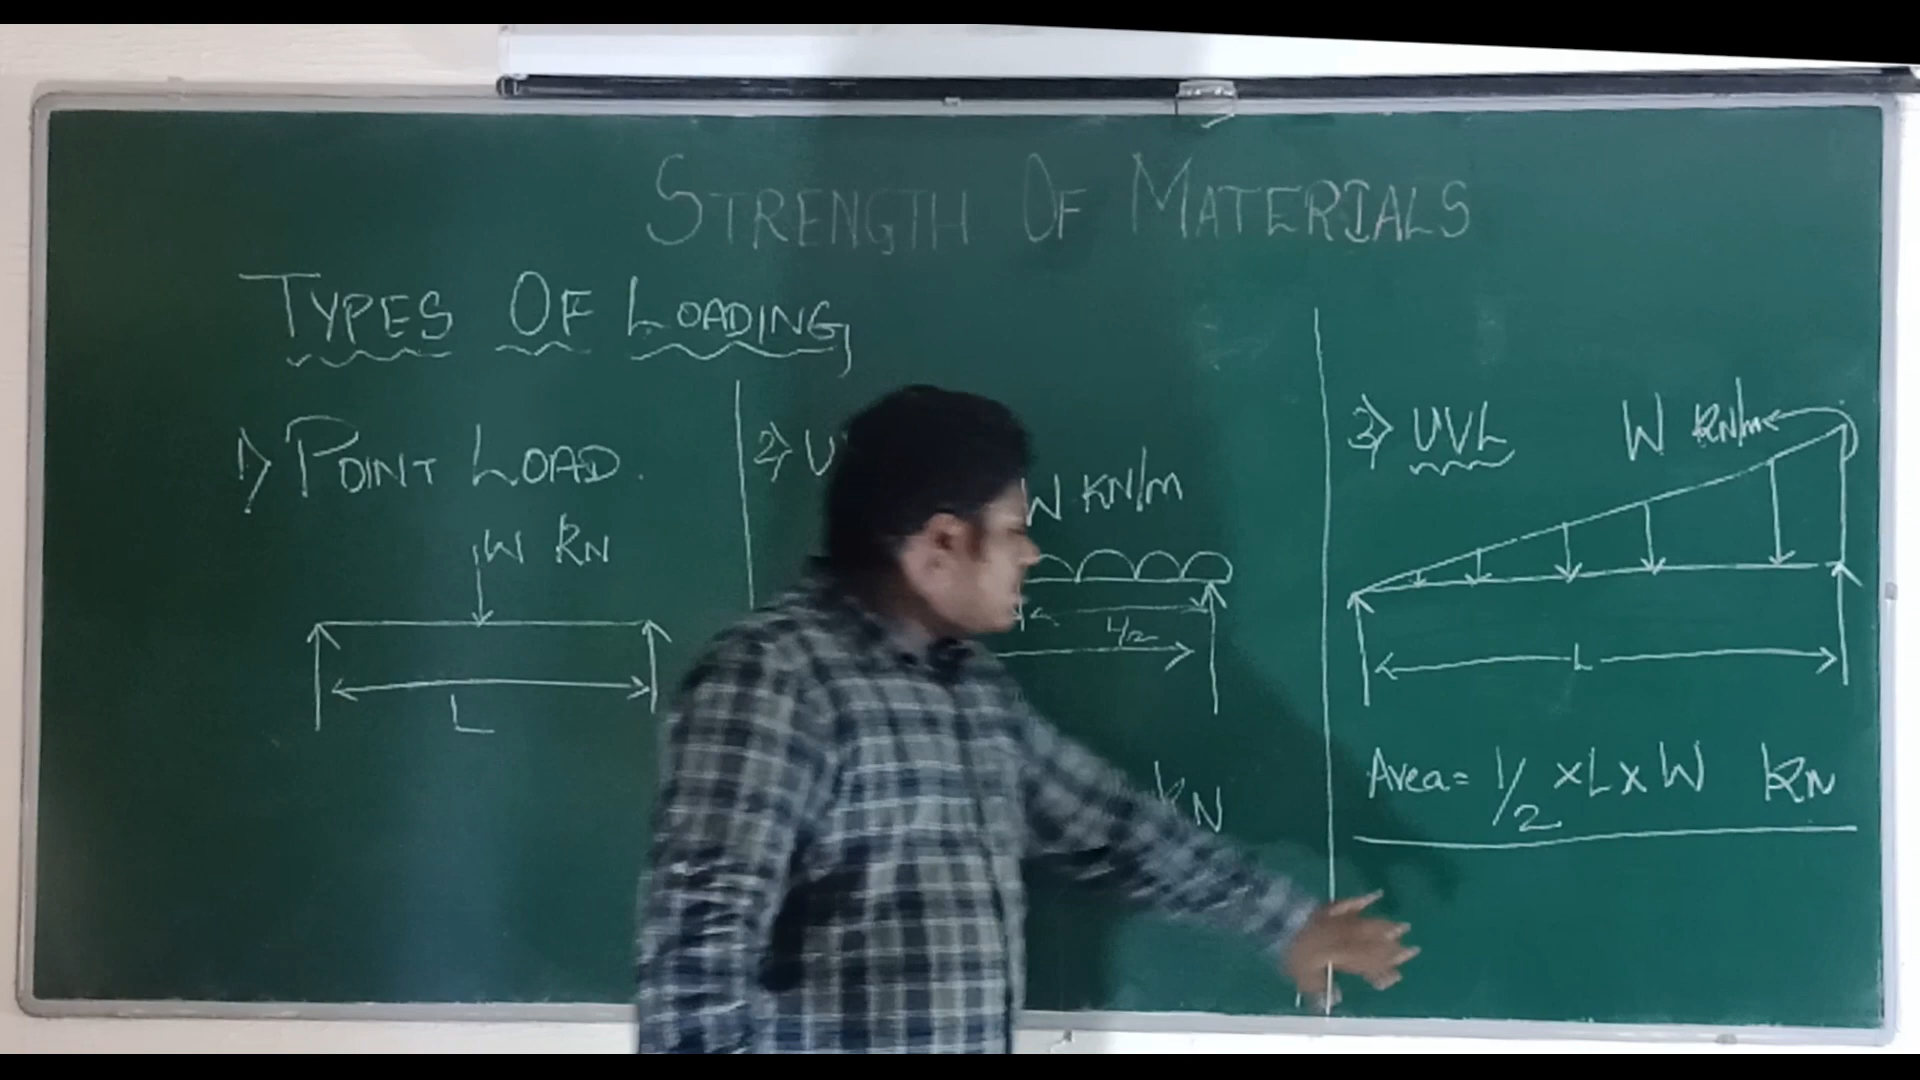 STRENGTH OF MATERIALS
TYPES OF LOADING
1) POINT LOAD.
W KN
L
2) U
W KN/m
L/2
KN
3) UVL
W KN/m
L
Area = 1/2 × L × W KN